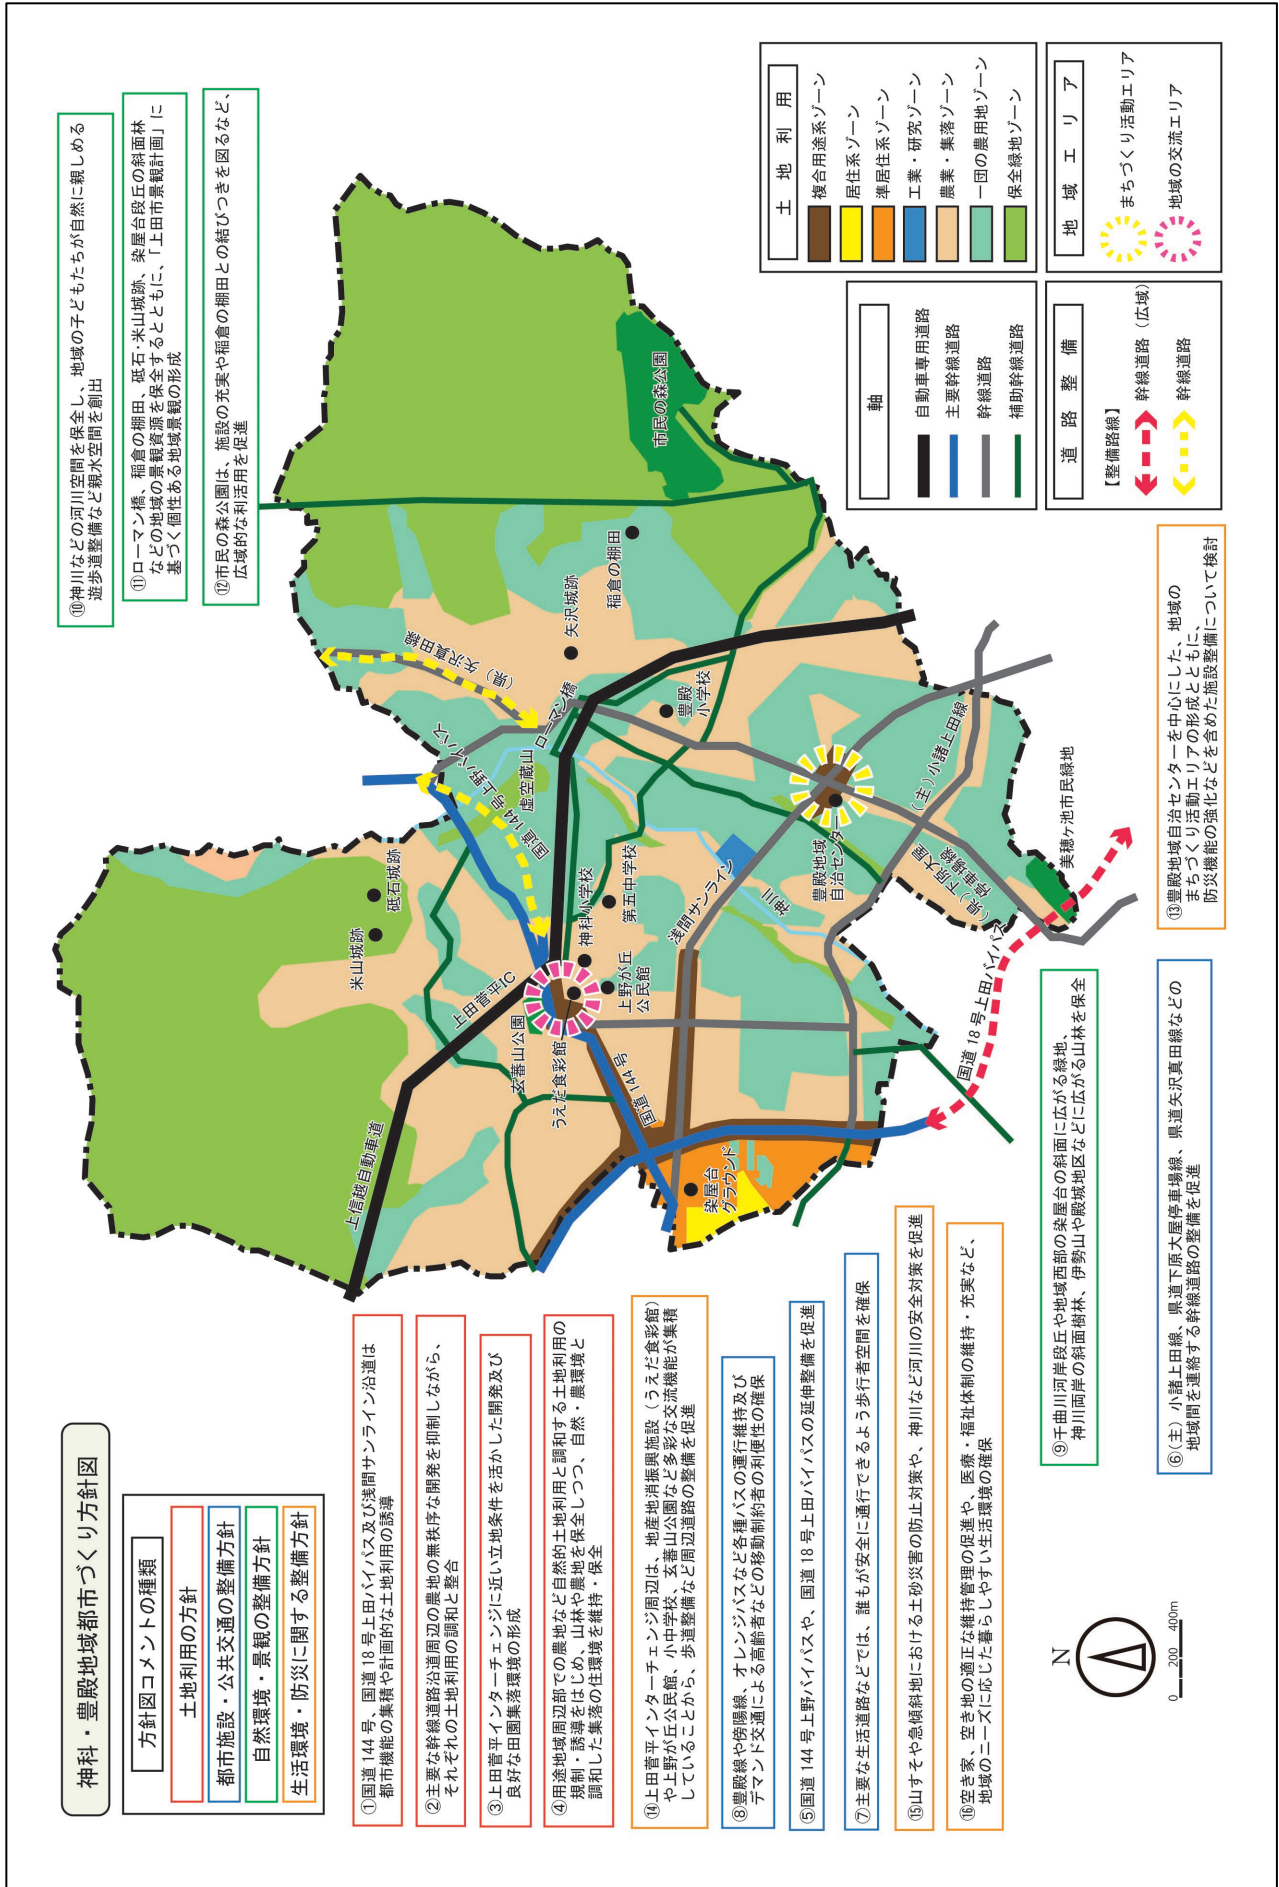 神科・豊殿地域都市づくり方針図
方針図コメントの種類
土地利用の方針
都市施設・公共交通の整備方針
自然環境・景観の整備方針
生活環境・防災に関する整備方針
①国道144号、国道18号上田バイパス及び浅間サンライン沿道は
都市機能の集積や計画的な土地利用の誘導
②主要な幹線道路沿道周辺の農地の無秩序な開発を抑制しながら、
それぞれの土地利用の調和と整合
③上田菅平インターチェンジに近い立地条件を活かした開発及び
良好な田園集落環境の形成
④用途地域周辺部での農地など自然的土地利用と調和する土地利用の
規制・誘導をはじめ、山林や農地を保全しつつ、自然・農環境と
調和した集落の住環境を維持・保全
⑭上田菅平インターチェンジ周辺は、地産地消振興施設（うえだ食彩館）
や上野が丘公民館、小中学校、玄蕃山公園など多彩な交流機能が集積
していることから、歩道整備など周辺道路の整備を促進
⑧豊殿線や傍陽線、オレンジバスなど各種バスの運行維持及び
デマンド交通による高齢者などの移動制約者の利便性の確保
⑤国道144号上野バイパスや、国道18号上田バイパスの延伸整備を促進
⑦主要な生活道路などでは、誰もが安全に通行できるよう歩行者空間を確保
⑮山すそや急傾斜地における土砂災害の防止対策や、神川など河川の安全対策を促進
⑯空き家、空き地の適正な維持管理の促進や、医療・福祉体制の維持・充実など、
地域のニーズに応じた暮らしやすい生活環境の確保
N
0 200 400m
⑨千曲川河岸段丘や地域西部の染屋台の斜面に広がる緑地、
神川両岸の斜面樹林、伊勢山や殿城地区などに広がる山林を保全
⑥(主)小諸上田線、県道下原大屋停車場線、県道矢沢真田線などの
地域間を連絡する幹線道路の整備を促進
⑬豊殿地域自治センターを中心にした、地域の
まちづくり活動エリアの形成とともに、
防災機能の強化などを含めた施設整備について検討
⑩神川などの河川空間を保全し、地域の子どもたちが自然に親しめる
遊歩道整備など親水空間を創出
⑪ローマン橋、稲倉の棚田、砥石・米山城跡、染屋台段丘の斜面林
などの地域の景観資源を保全するとともに、「上田市景観計画」に
基づく個性ある地域景観の形成
⑫市民の森公園は、施設の充実や稲倉の棚田との結びつきを図るなど、
広域的な利活用を促進
上信越自動車道
米山城跡
砥石城跡
上田菅平IC
玄蕃山公園
うえだ食彩館
国道144号
国道144号上野バイパス
虚空蔵山
ローマン橋
（県）矢沢真田線
矢沢城跡
稲倉の棚田
市民の森公園
神科小学校
第五中学校
上野が丘
公民館
豊殿
小学校
浅間サンライン
神川
豊殿地域
自治センター
（主）小諸上田線
（県）下原大屋
停車場線
美穂ヶ池市民緑地
国道18号上田バイパス
染屋台
グラウンド
軸
自動車専用道路
主要幹線道路
幹線道路
補助幹線道路
道路整備
【整備路線】
幹線道路（広域）
幹線道路
土地利用
複合用途系ゾーン
居住系ゾーン
準居住系ゾーン
工業・研究ゾーン
農業・集落ゾーン
一団の農用地ゾーン
保全緑地ゾーン
地域エリア
まちづくり活動エリア
地域の交流エリア